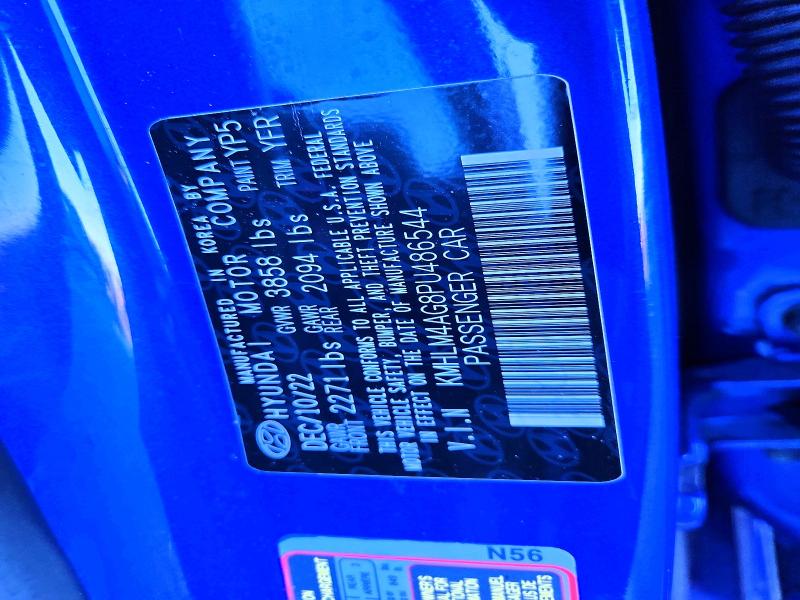 MANUFACTURED IN KOREA BY
HYUNDAI MOTOR COMPANY
DEC/10/22 GVWR 3858 lbs PAINT YP5
GAWR FRONT 2271lbs GAWR REAR 2094 lbs TRIM YFR
THIS VEHICLE CONFORMS TO ALL APPLICABLE U.S.A. FEDERAL
MOTOR VEHICLE SAFETY, BUMPER, AND THEFT PREVENTION STANDARDS
IN EFFECT ON THE DATE OF MANUFACTURE SHOWN ABOVE
V.I.N KMHLM4AG8PU486544
PASSENGER CAR
N56